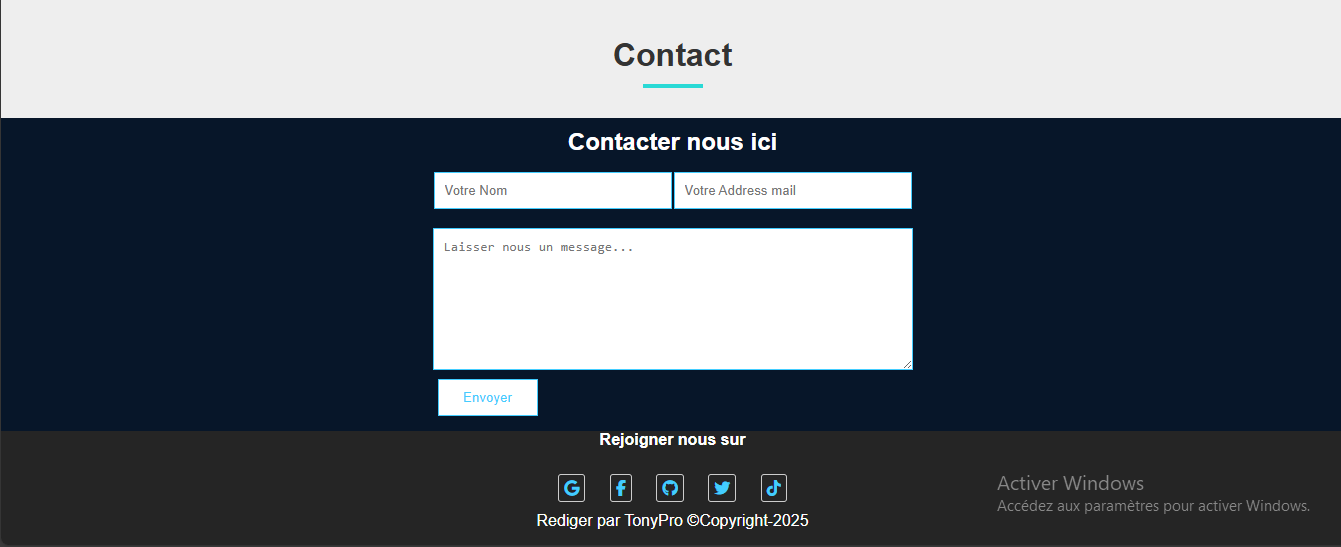 Contact
Contacter nous ici
Votre Nom
Votre Address mail
Laisser nous un message...
Envoyer
Rejoigner nous sur
Activer Windows
Accédez aux paramètres pour activer Windows.
Rediger par TonyPro ©Copyright-2025